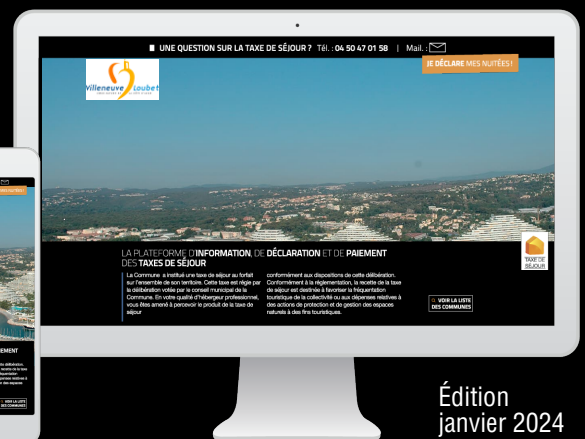 UNE QUESTION SUR LA TAXE DE SÉJOUR ? Tél. : 04 50 47 01 58 | Mail. :
JE DÉCLARE MES NUITÉES !
Villeneuve Loubet
LA PLATEFORME D'INFORMATION, DE DÉCLARATION ET DE PAIEMENT
DES TAXES DE SÉJOUR
La Commune a institué une taxe de séjour au forfait
sur l'ensemble de son territoire. Cette taxe est régie par
la délibération votée par le conseil municipal de la
Commune. En votre qualité d'hébergeur professionnel,
vous êtes amené à percevoir le produit de la taxe de
séjour
conformément aux dispositions de cette délibération.
Conformément à la réglementation, la recette de la taxe
de séjour est destinée à favoriser la fréquentation
touristique de la collectivité ou aux dépenses relatives à
des actions de protection et de gestion des espaces
naturels à des fins touristiques.
TAXE DE
SÉJOUR
VOIR LA LISTE
DES COMMUNES
EMENT
VOIR LA LISTE
DES COMMUNES
Édition
janvier 2024